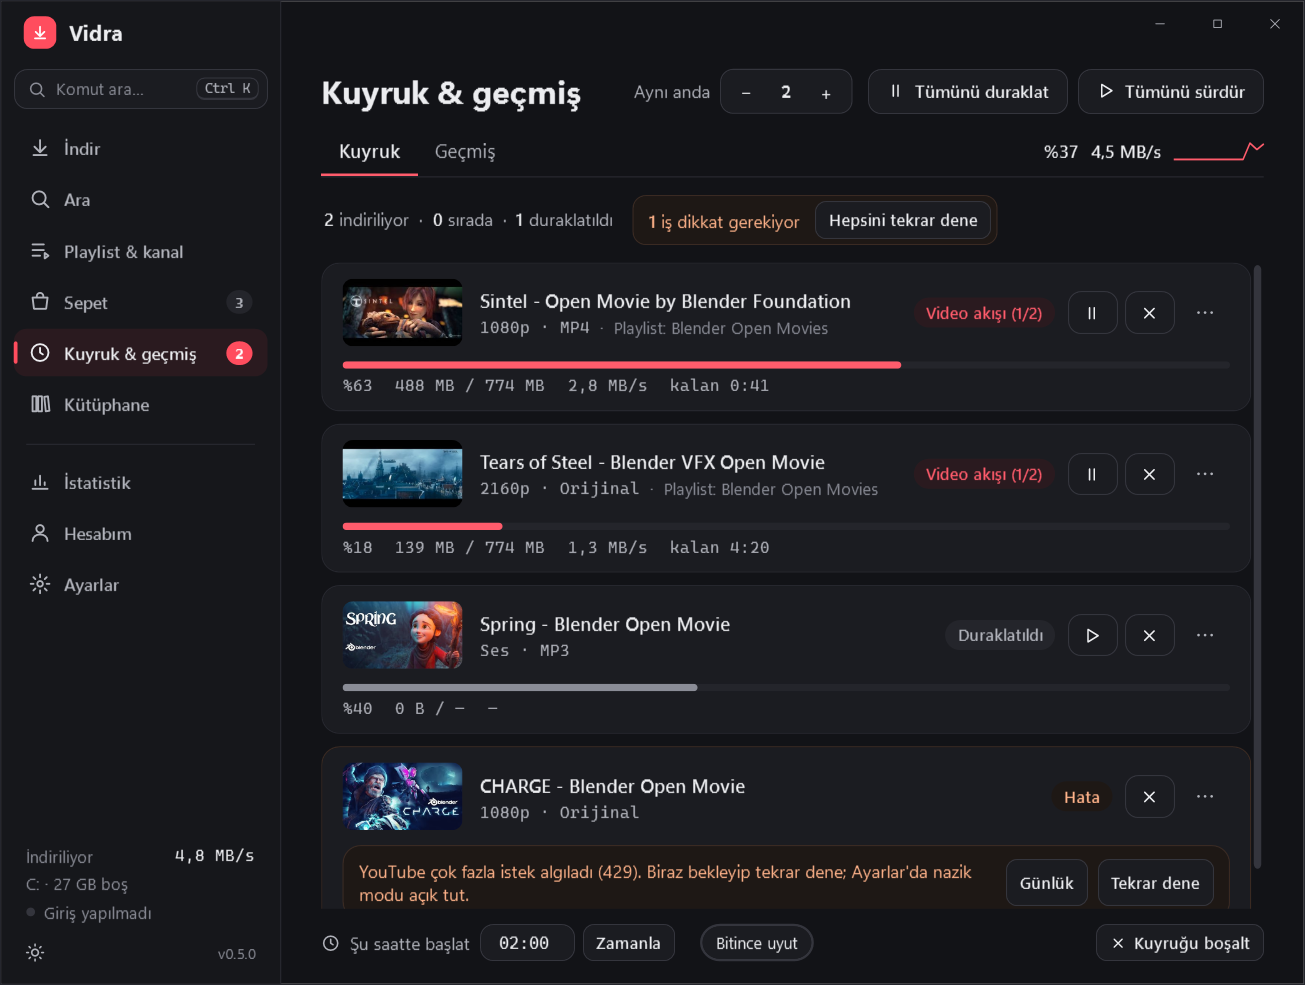 Vidra
Komut ara... Ctrl K
İndir
Ara
Playlist & kanal
Sepet 3
Kuyruk & geçmiş 2
Kütüphane
İstatistik
Hesabım
Ayarlar
İndiriliyor 4,8 MB/s
C: · 27 GB boş
Giriş yapılmadı
v0.5.0
Kuyruk & geçmiş
Aynı anda − 2 +
Tümünü duraklat
Tümünü sürdür
Kuyruk Geçmiş
%37 4,5 MB/s
2 indiriliyor · 0 sırada · 1 duraklatıldı
1 iş dikkat gerekiyor Hepsini tekrar dene
SINTEL
Sintel - Open Movie by Blender Foundation
1080p · MP4 · Playlist: Blender Open Movies
Video akışı (1/2)
%63 488 MB / 774 MB 2,8 MB/s kalan 0:41
Tears of Steel - Blender VFX Open Movie
2160p · Orijinal · Playlist: Blender Open Movies
Video akışı (1/2)
%18 139 MB / 774 MB 1,3 MB/s kalan 4:20
SPRING
blender
Spring - Blender Open Movie
Ses · MP3
Duraklatıldı
%40 0 B / — —
blender
CHARGE
CHARGE - Blender Open Movie
1080p · Orijinal
Hata
YouTube çok fazla istek algıladı (429). Biraz bekleyip tekrar dene; Ayarlar'da nazik
modu açık tut.
Günlük
Tekrar dene
Şu saatte başlat 02:00 Zamanla Bitince uyut
Kuyruğu boşalt